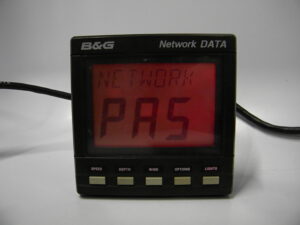 B&G Network DATA
NETWORK
PAS
SPEED DEPTH WIND OPTIONS LIGHTS